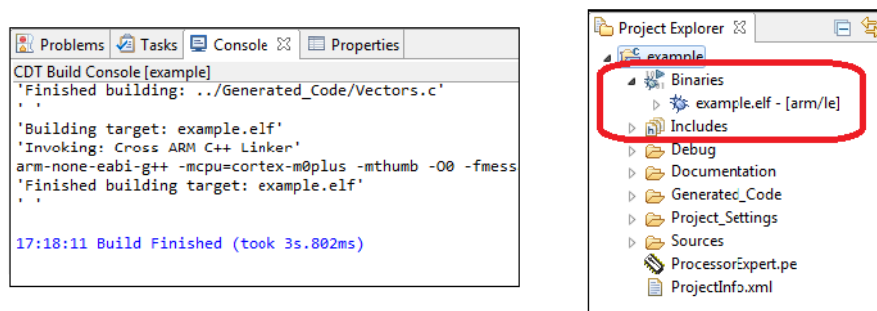 Problems Tasks Console Properties
CDT Build Console [example]
'Finished building: ../Generated_Code/Vectors.c'
' '
'Building target: example.elf'
'Invoking: Cross ARM C++ Linker'
arm-none-eabi-g++ -mcpu=cortex-m0plus -mthumb -O0 -fmess
'Finished building target: example.elf'
' '
17:18:11 Build Finished (took 3s.802ms)
Project Explorer
example
Binaries
example.elf - [arm/le]
Includes
Debug
Documentation
Generated_Code
Project_Settings
Sources
ProcessorExpert.pe
ProjectInfo.xml